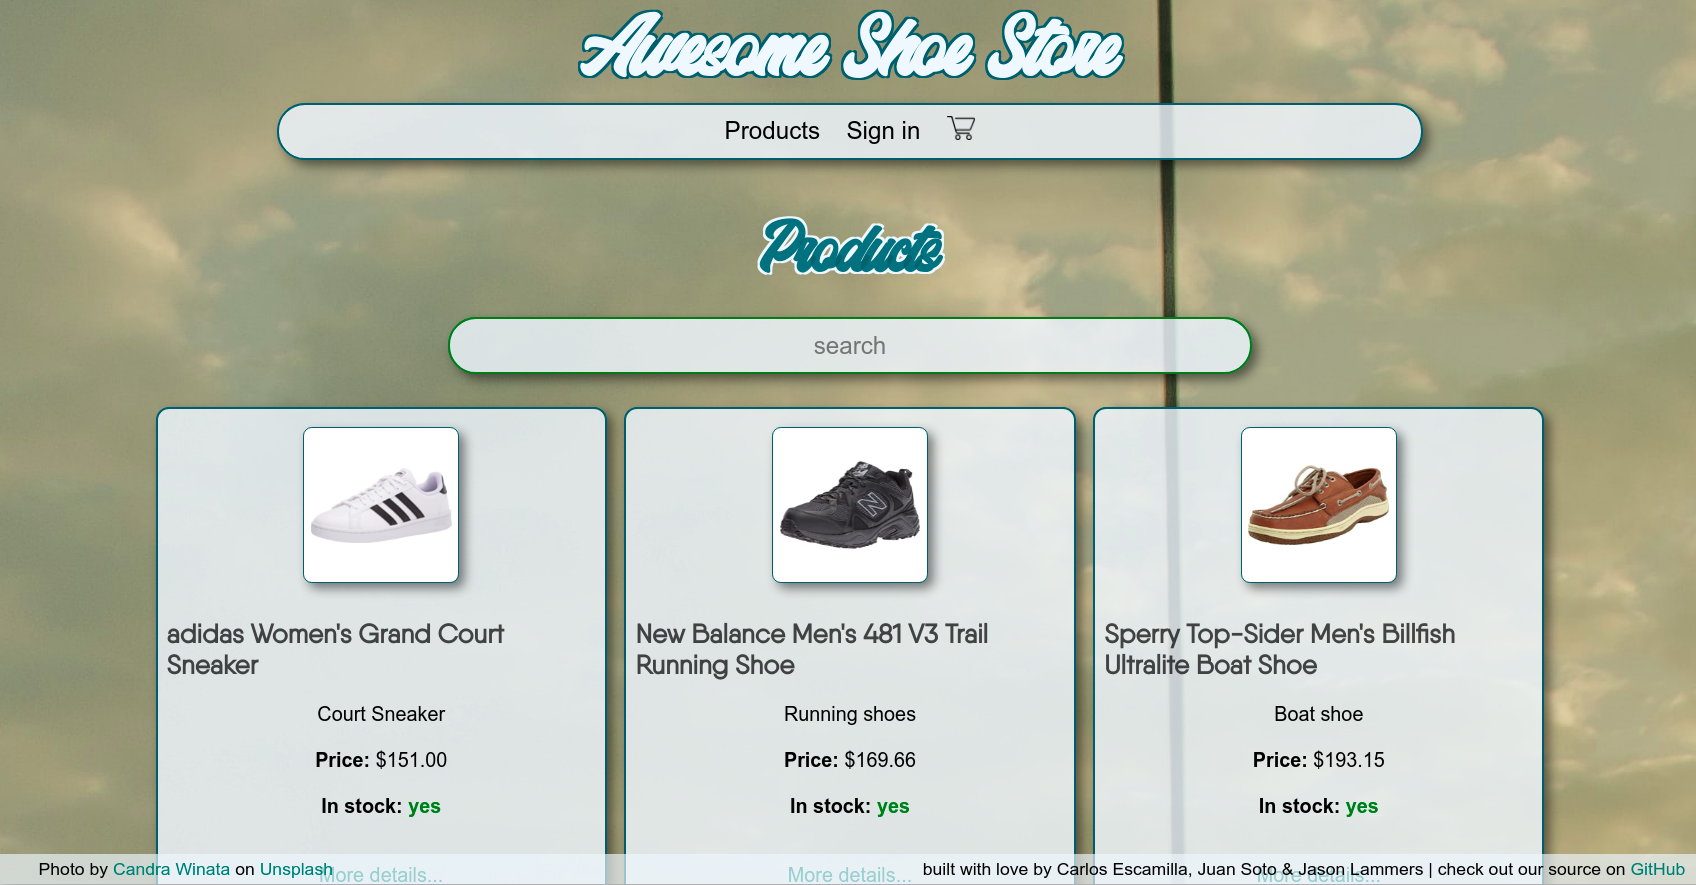 Awesome Shoe Store
Products Sign in
Products
search
adidas Women's Grand Court
Sneaker
Court Sneaker
Price: $151.00
In stock: yes
More details...
New Balance Men's 481 V3 Trail
Running Shoe
Running shoes
Price: $169.66
In stock: yes
More details...
Sperry Top-Sider Men's Billfish
Ultralite Boat Shoe
Boat shoe
Price: $193.15
In stock: yes
More details...
Photo by Candra Winata on Unsplash
built with love by Carlos Escamilla, Juan Soto & Jason Lammers | check out our source on GitHub